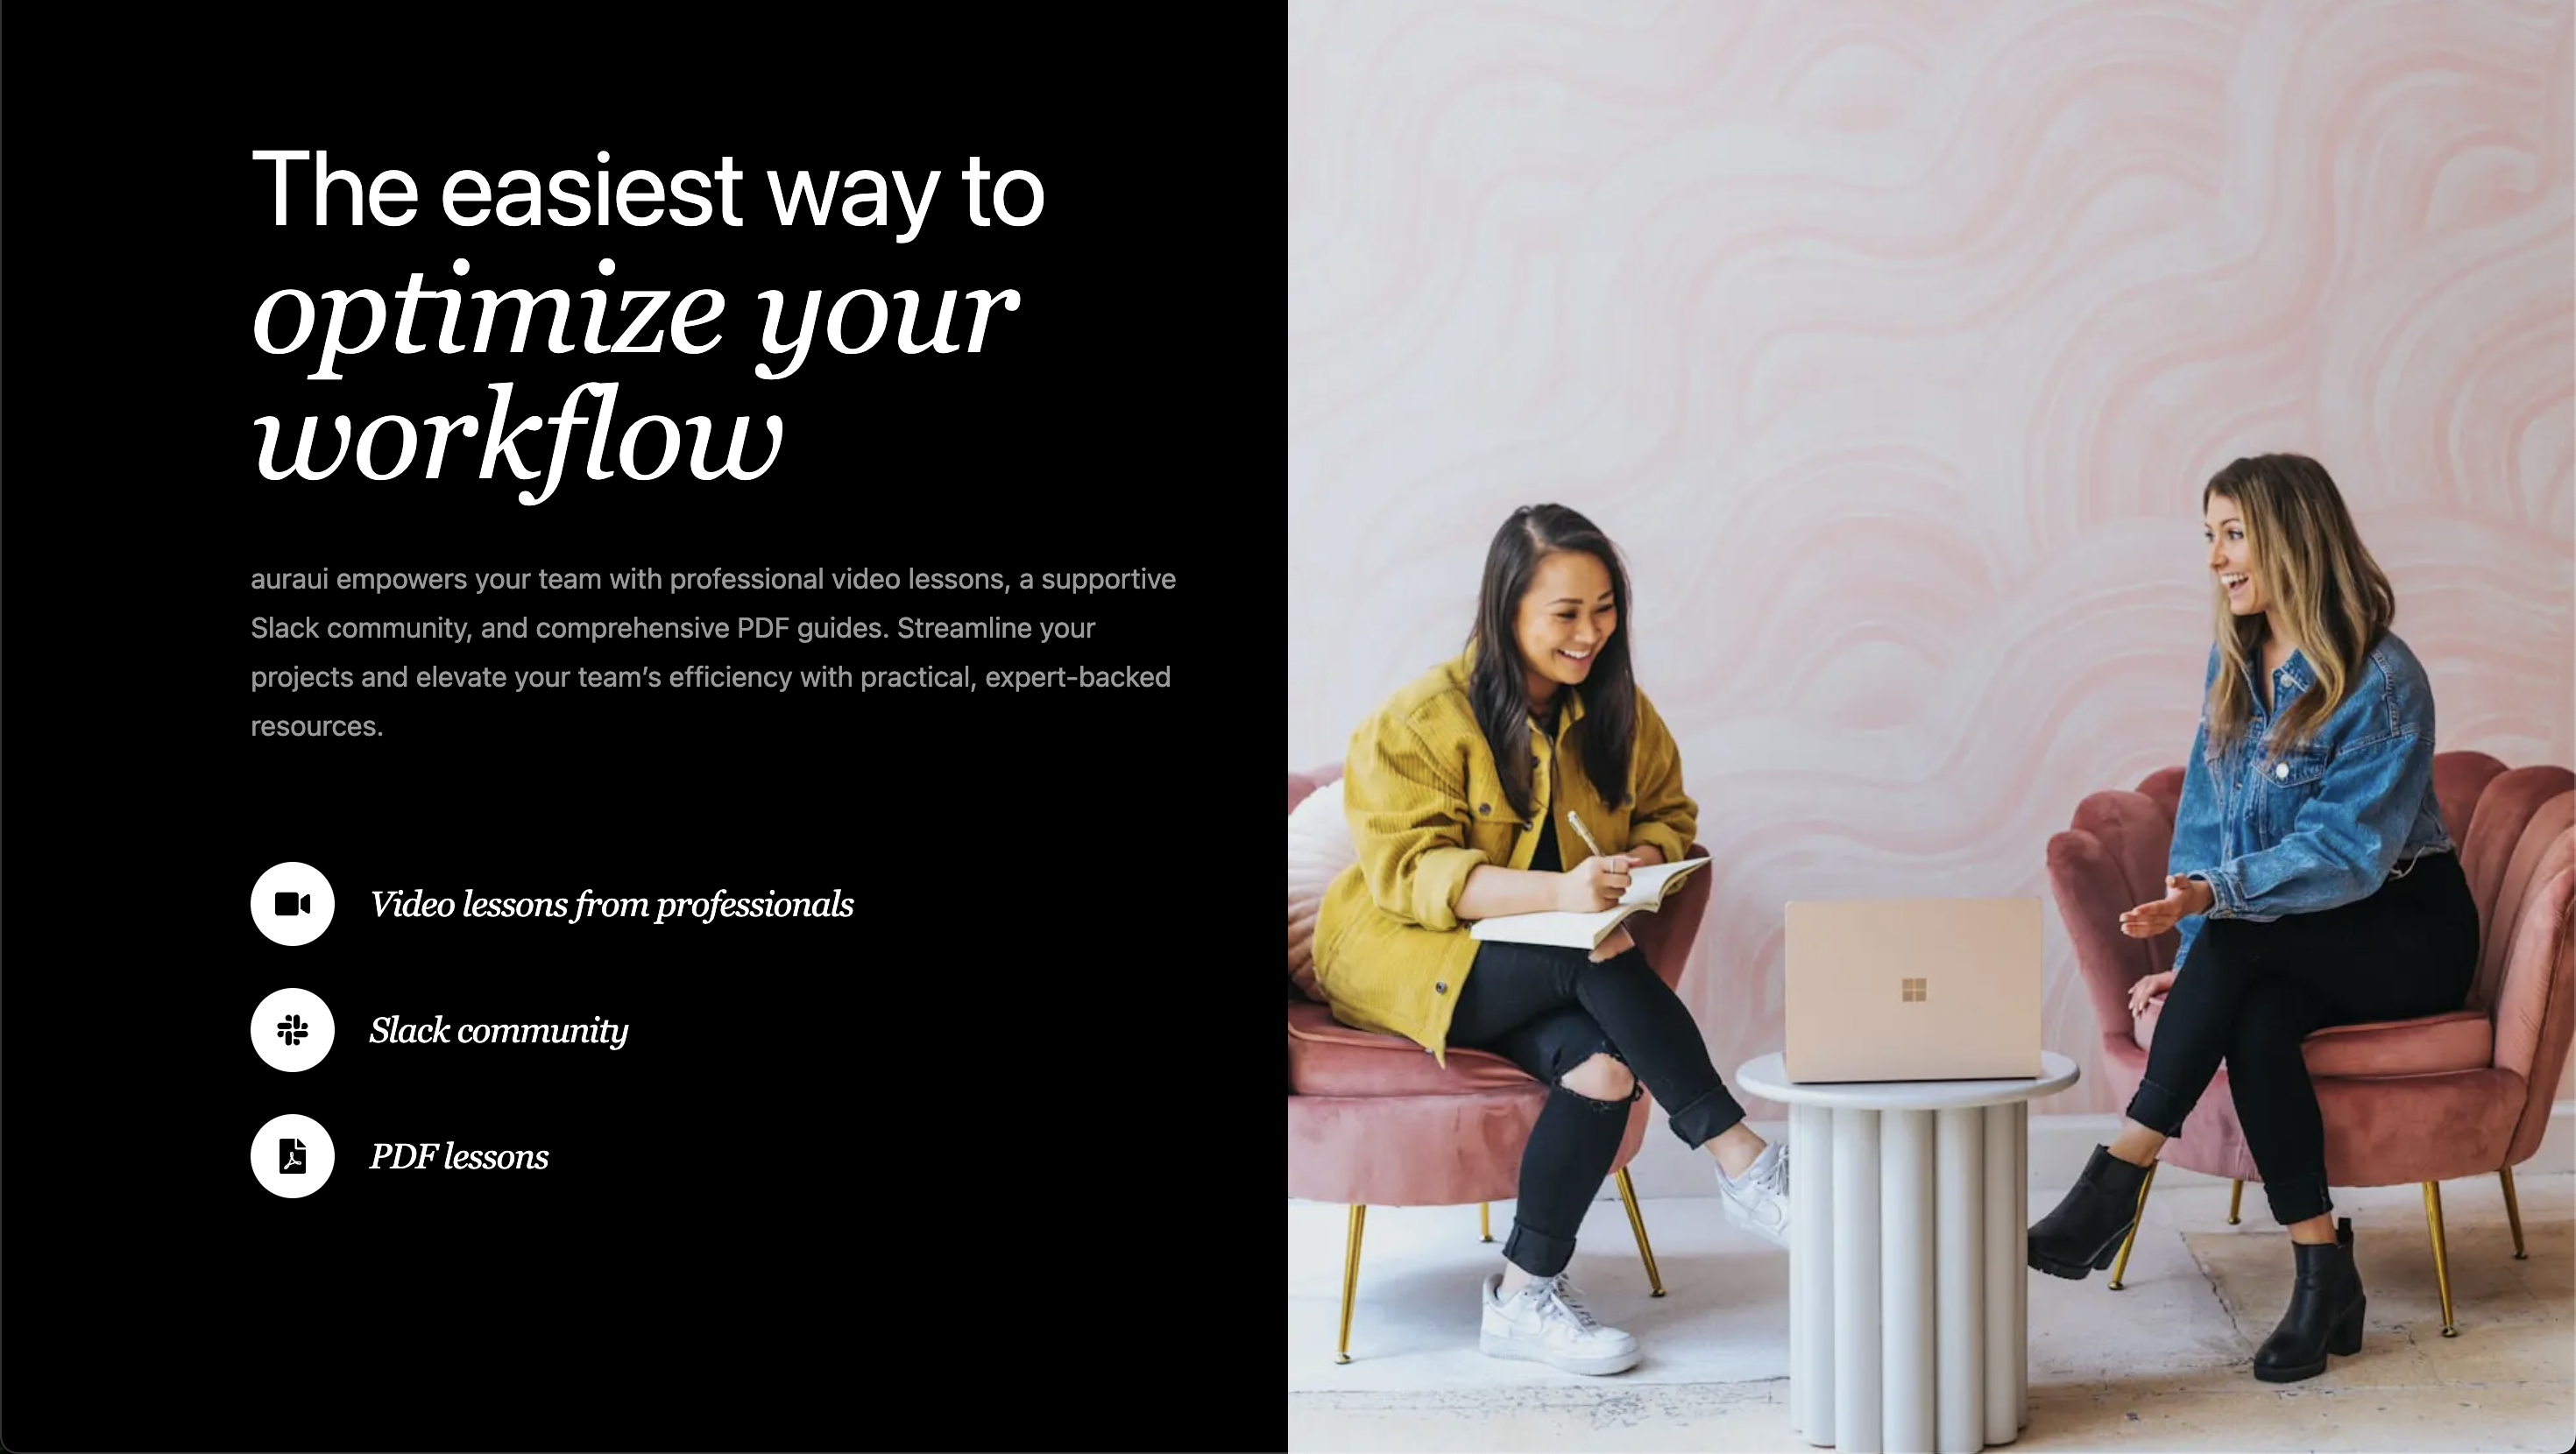 The easiest way to
optimize your
workflow
auraui empowers your team with professional video lessons, a supportive
Slack community, and comprehensive PDF guides. Streamline your
projects and elevate your team’s efficiency with practical, expert-backed
resources.
Video lessons from professionals
Slack community
PDF lessons